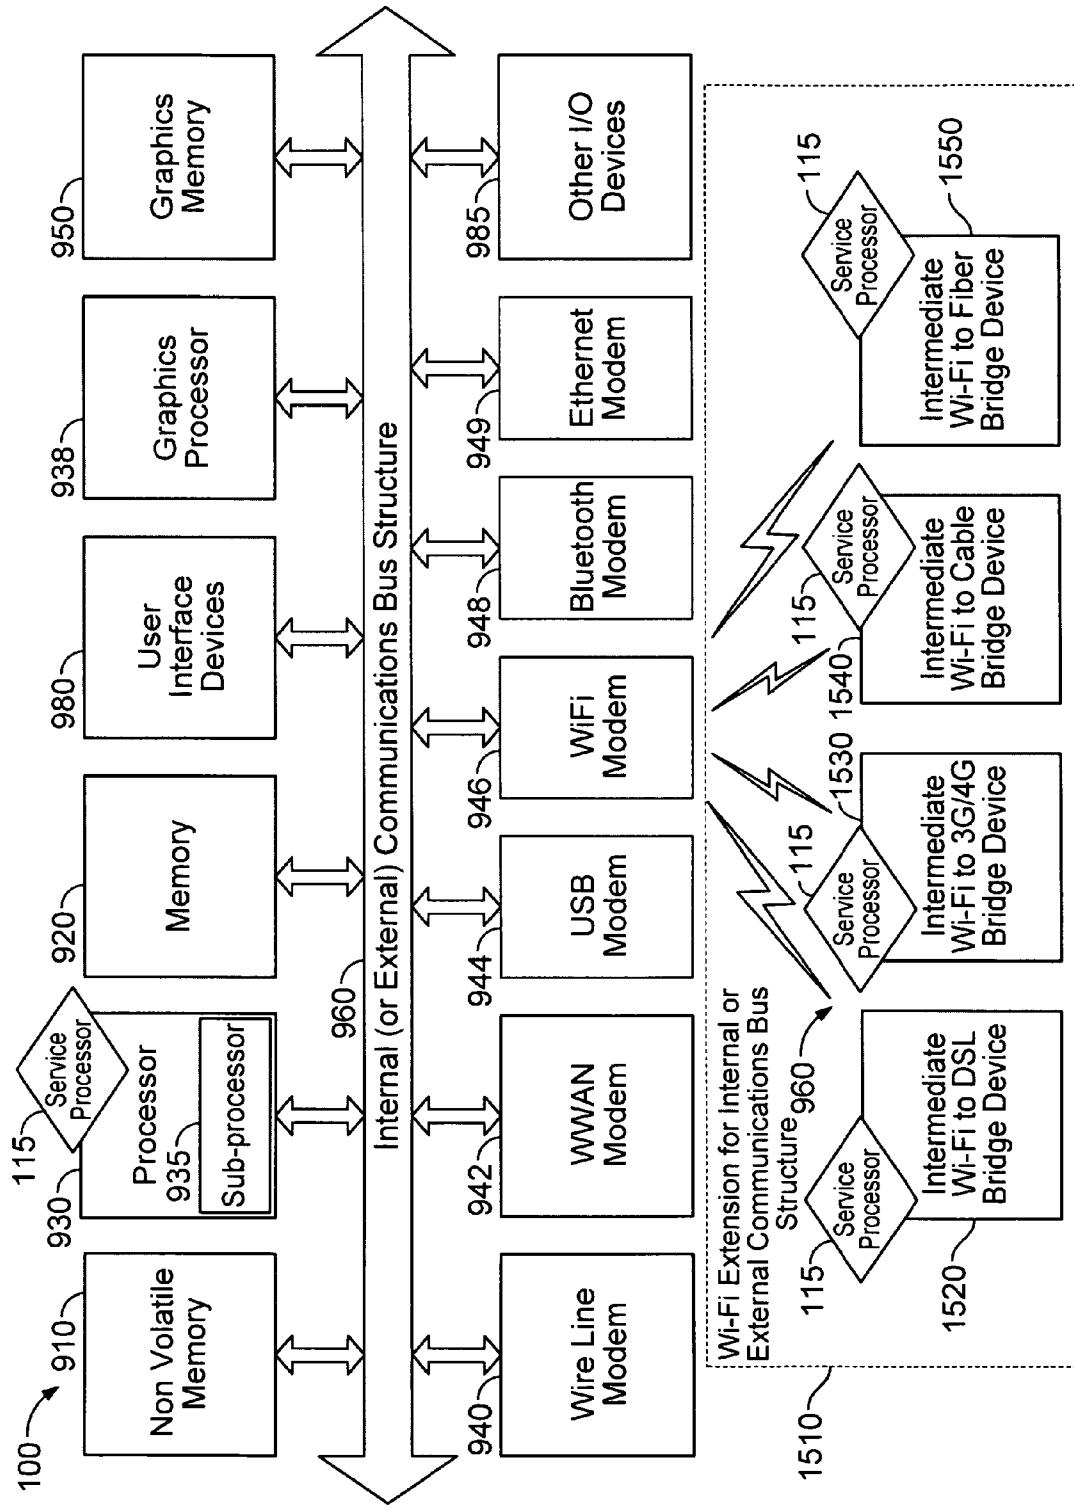 100
910
Non Volatile
Memory
930
115
Service
Processor
Processor
935
Sub-processor
920
Memory
980
User
Interface
Devices
938
Graphics
Processor
950
Graphics
Memory
960
Internal (or External) Communications Bus Structure
940
Wire Line
Modem
942
WWAN
Modem
944
USB
Modem
946
WiFi
Modem
948
Bluetooth
Modem
949
Ethernet
Modem
985
Other I/O
Devices
1510
Wi-Fi Extension for Internal or
External Communications Bus
Structure
960
115
Service
Processor
1520
Intermediate
Wi-Fi to DSL
Bridge Device
115
Service
Processor
1530
Intermediate
Wi-Fi to 3G/4G
Bridge Device
115
Service
Processor
1540
Intermediate
Wi-Fi to Cable
Bridge Device
115
Service
Processor
1550
Intermediate
Wi-Fi to Fiber
Bridge Device